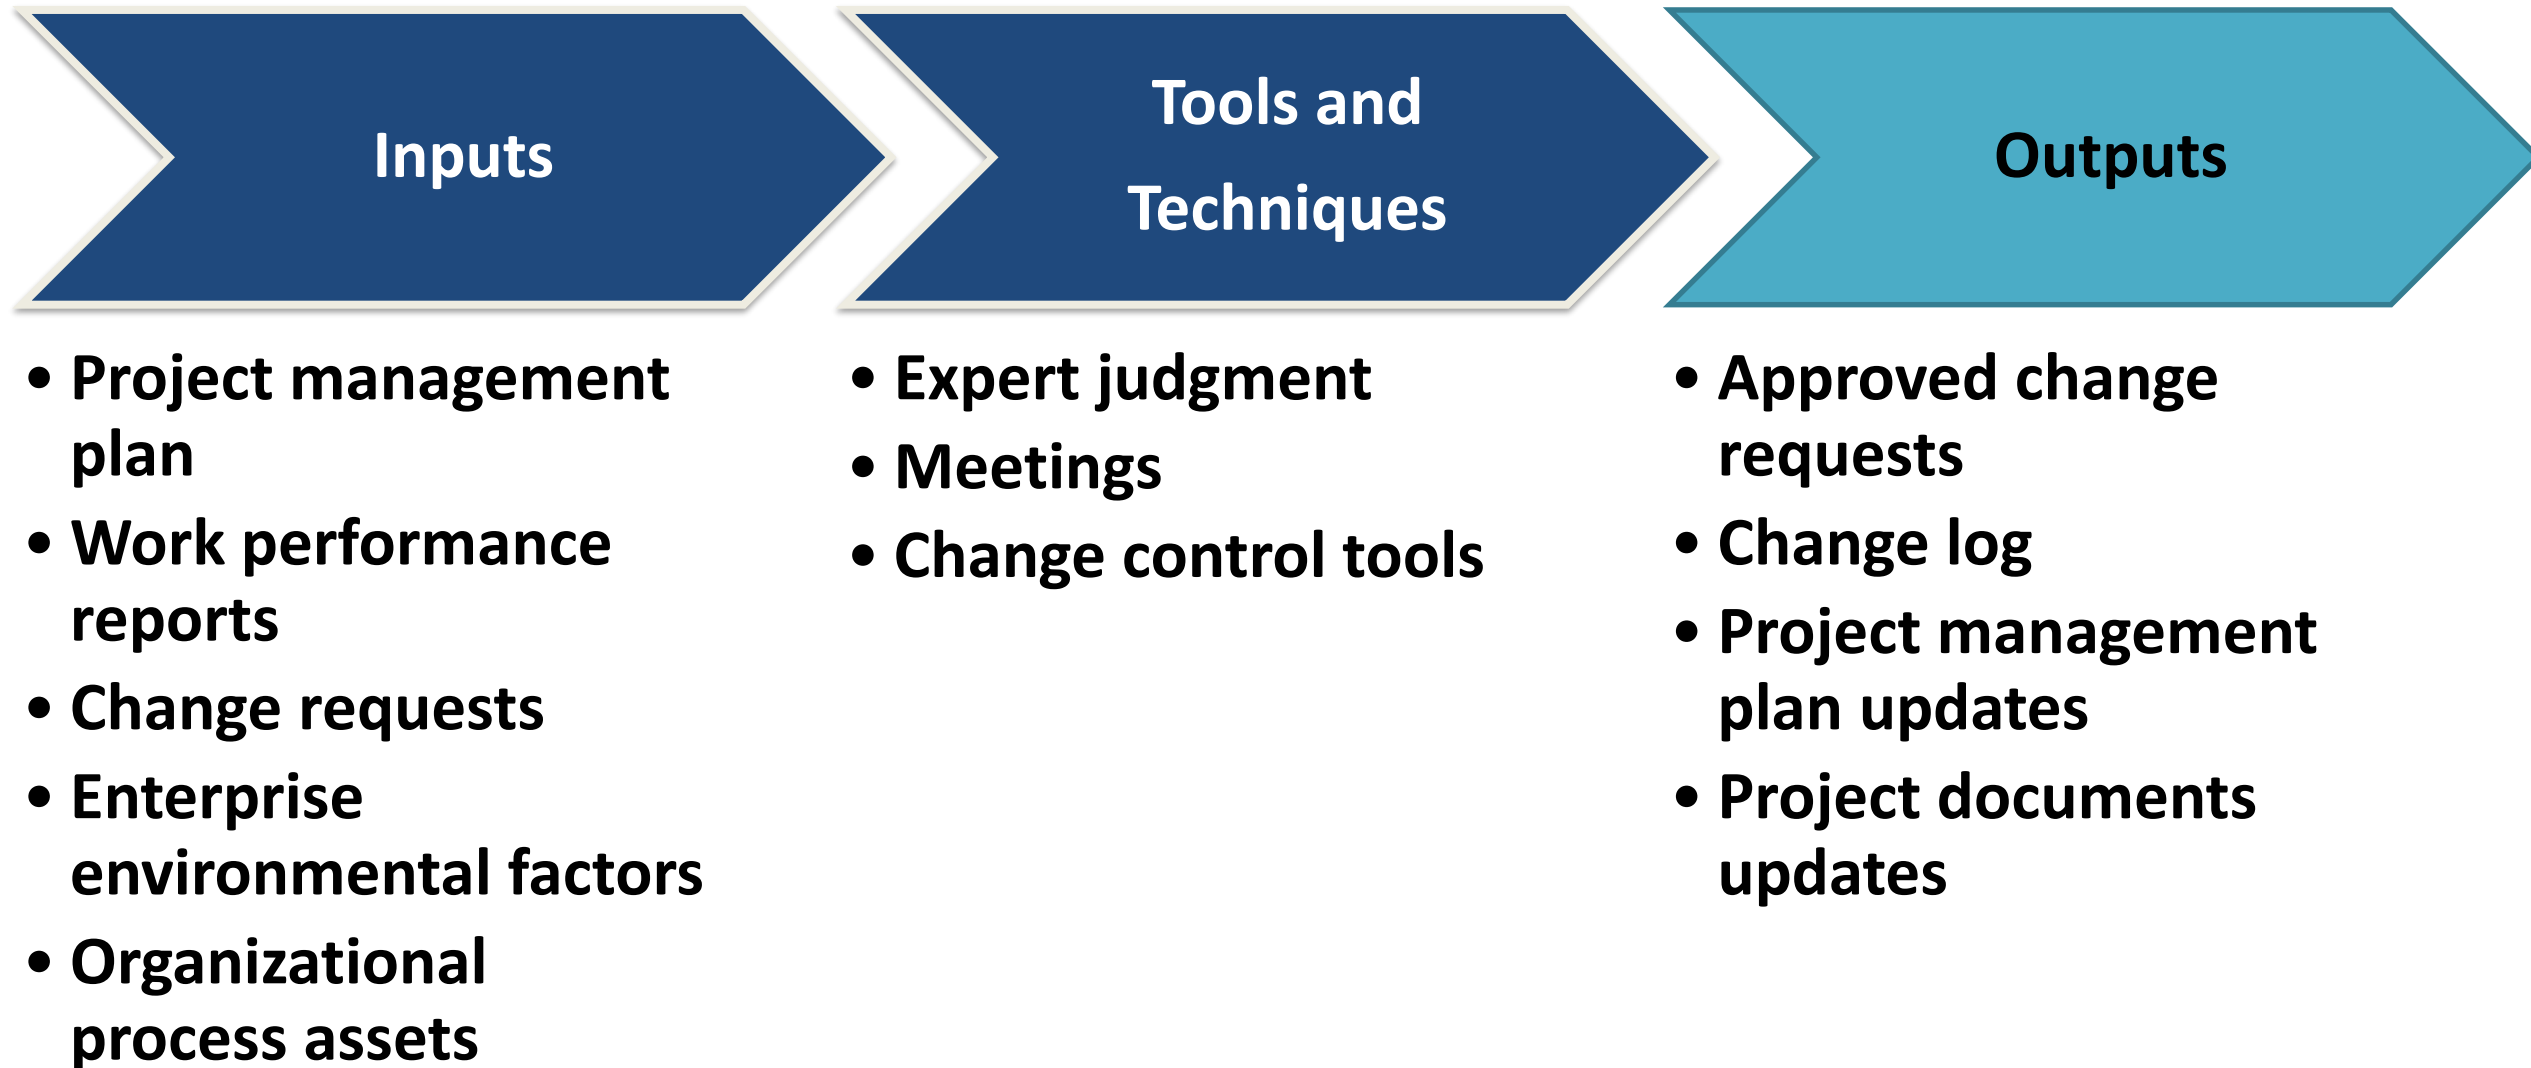 Inputs
• Project management
plan
• Work performance
reports
• Change requests
• Enterprise
environmental factors
• Organizational
process assets
Tools and
Techniques
• Expert judgment
• Meetings
• Change control tools
Outputs
• Approved change
requests
• Change log
• Project management
plan updates
• Project documents
updates